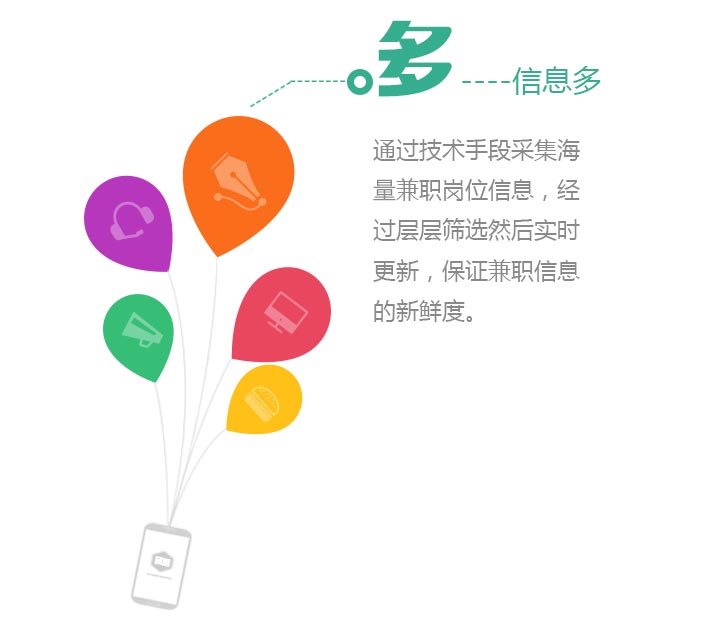 多----信息多
通过技术手段采集海
量兼职岗位信息，经
过层层筛选然后实时
更新，保证兼职信息
的新鲜度。